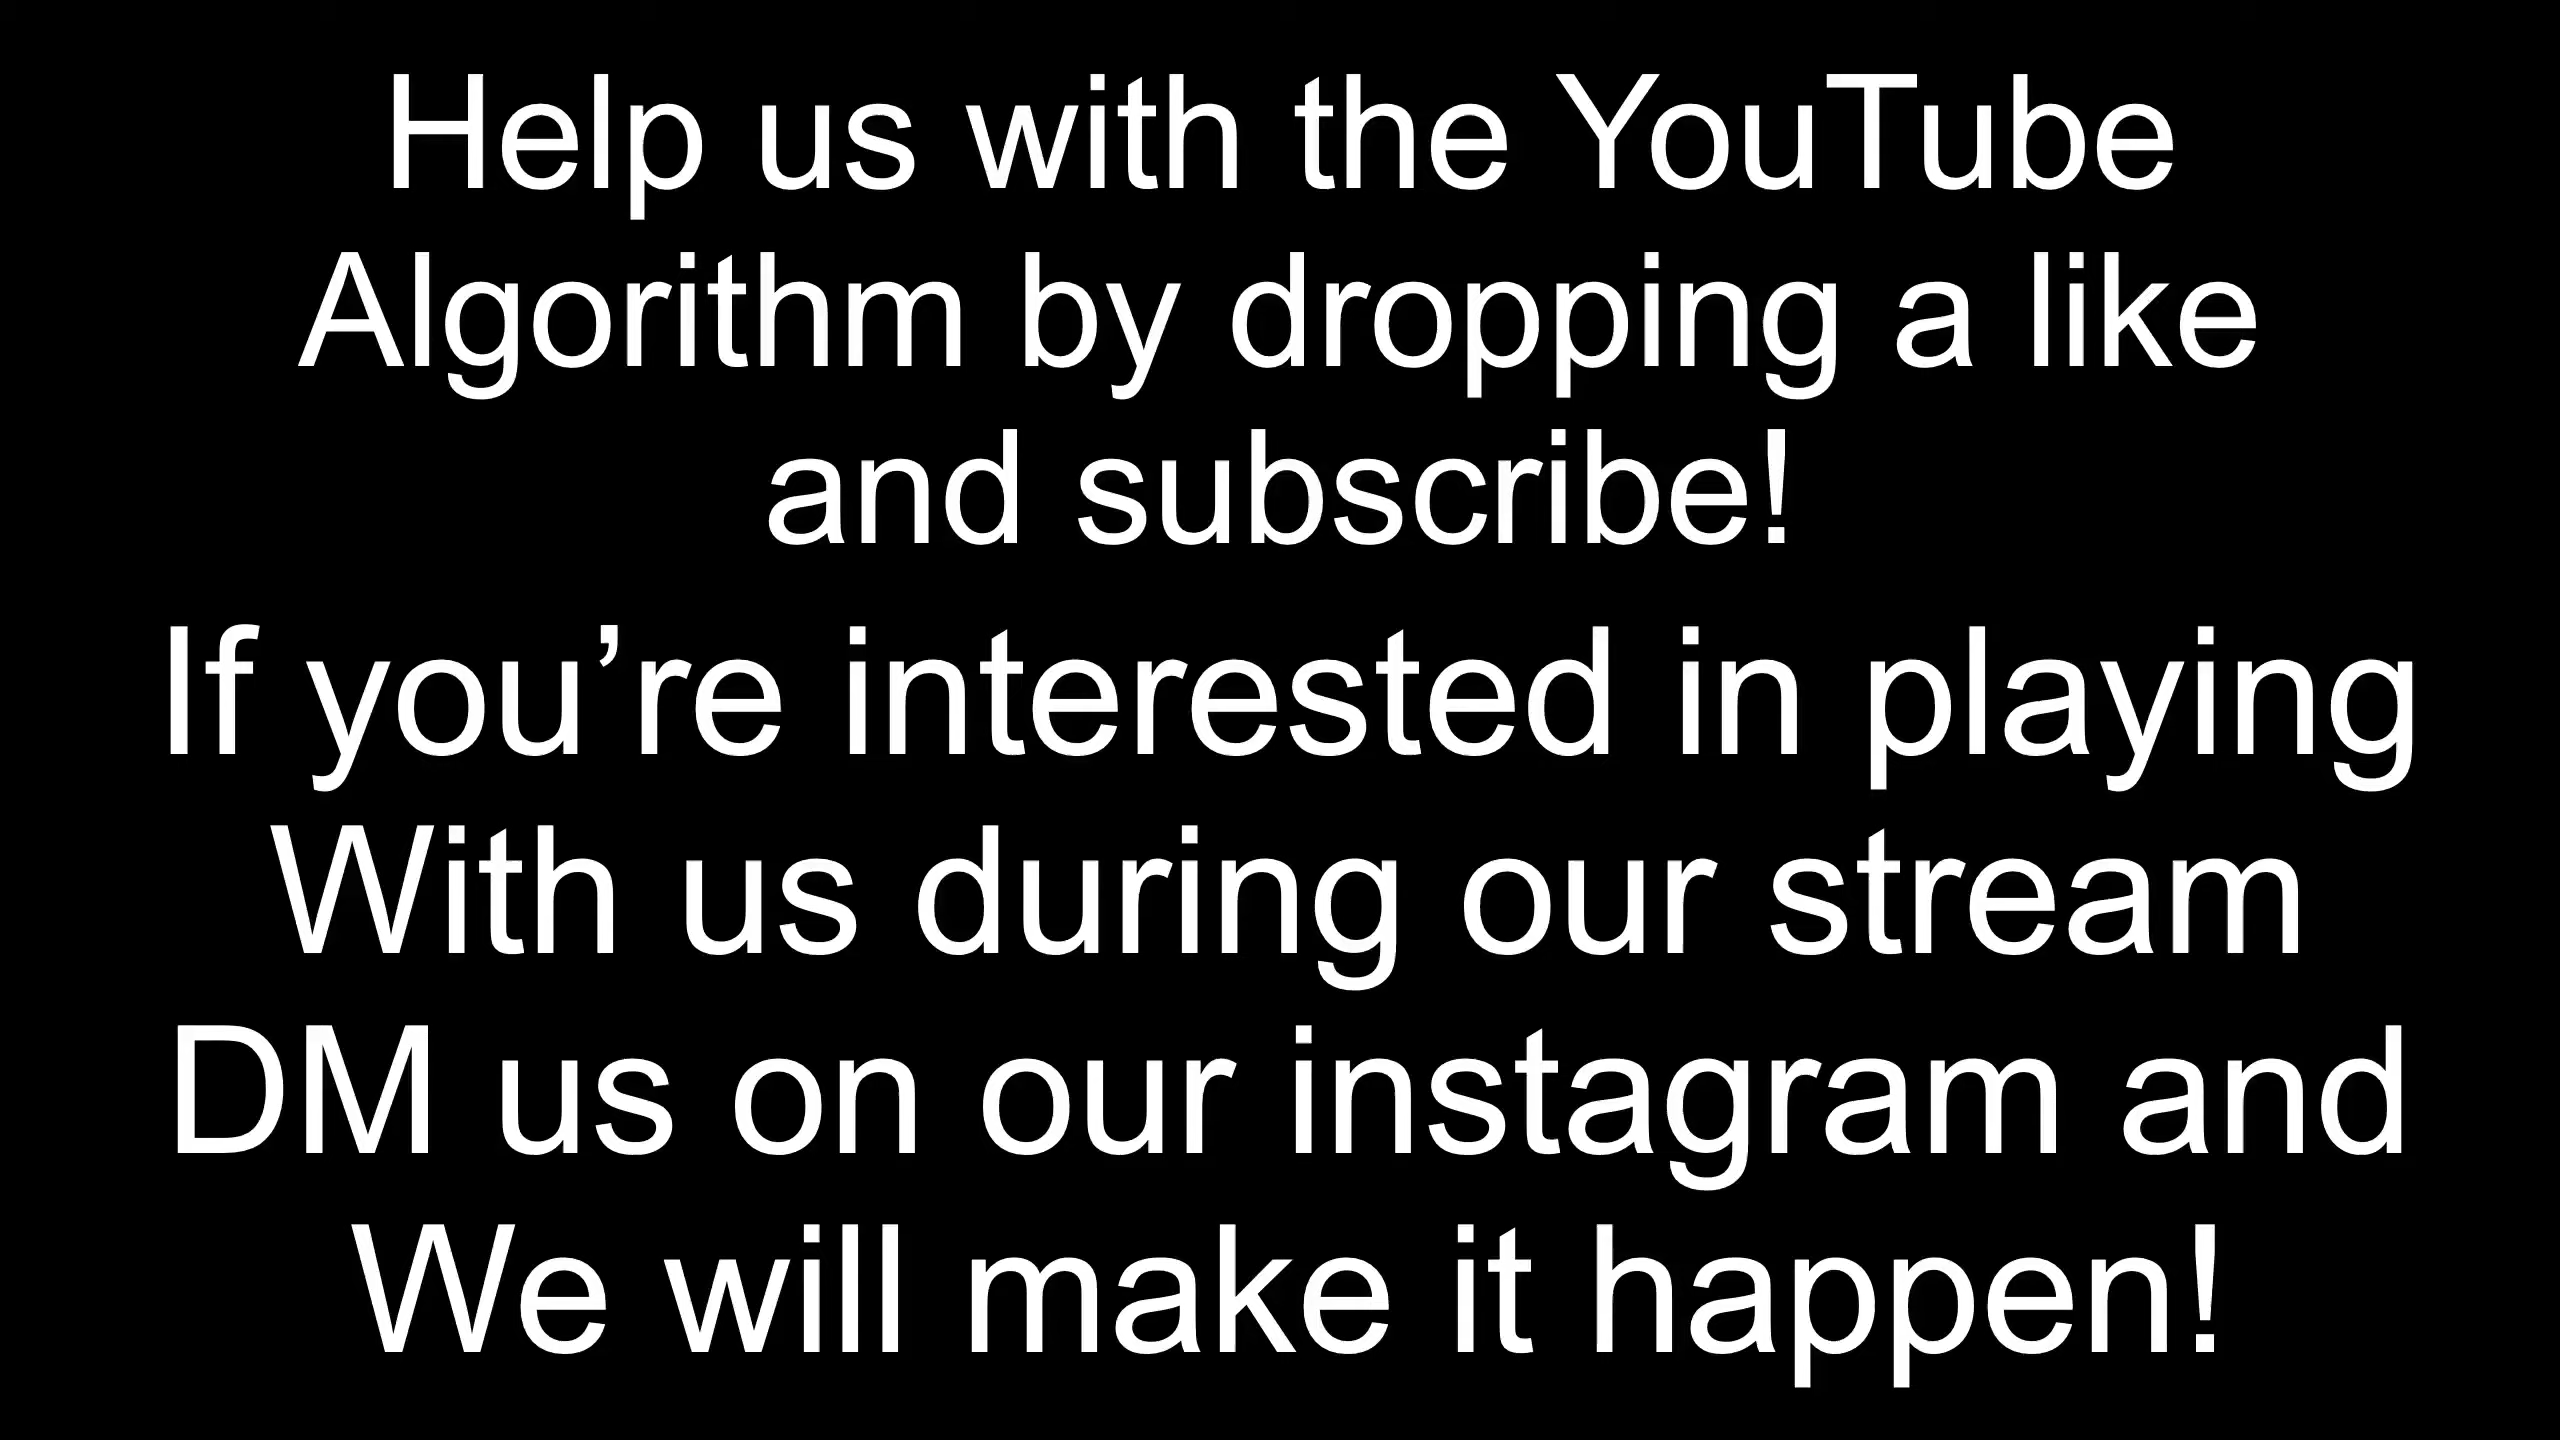 Help us with the YouTube
Algorithm by dropping a like
and subscribe!
If you’re interested in playing
With us during our stream
DM us on our instagram and
We will make it happen!